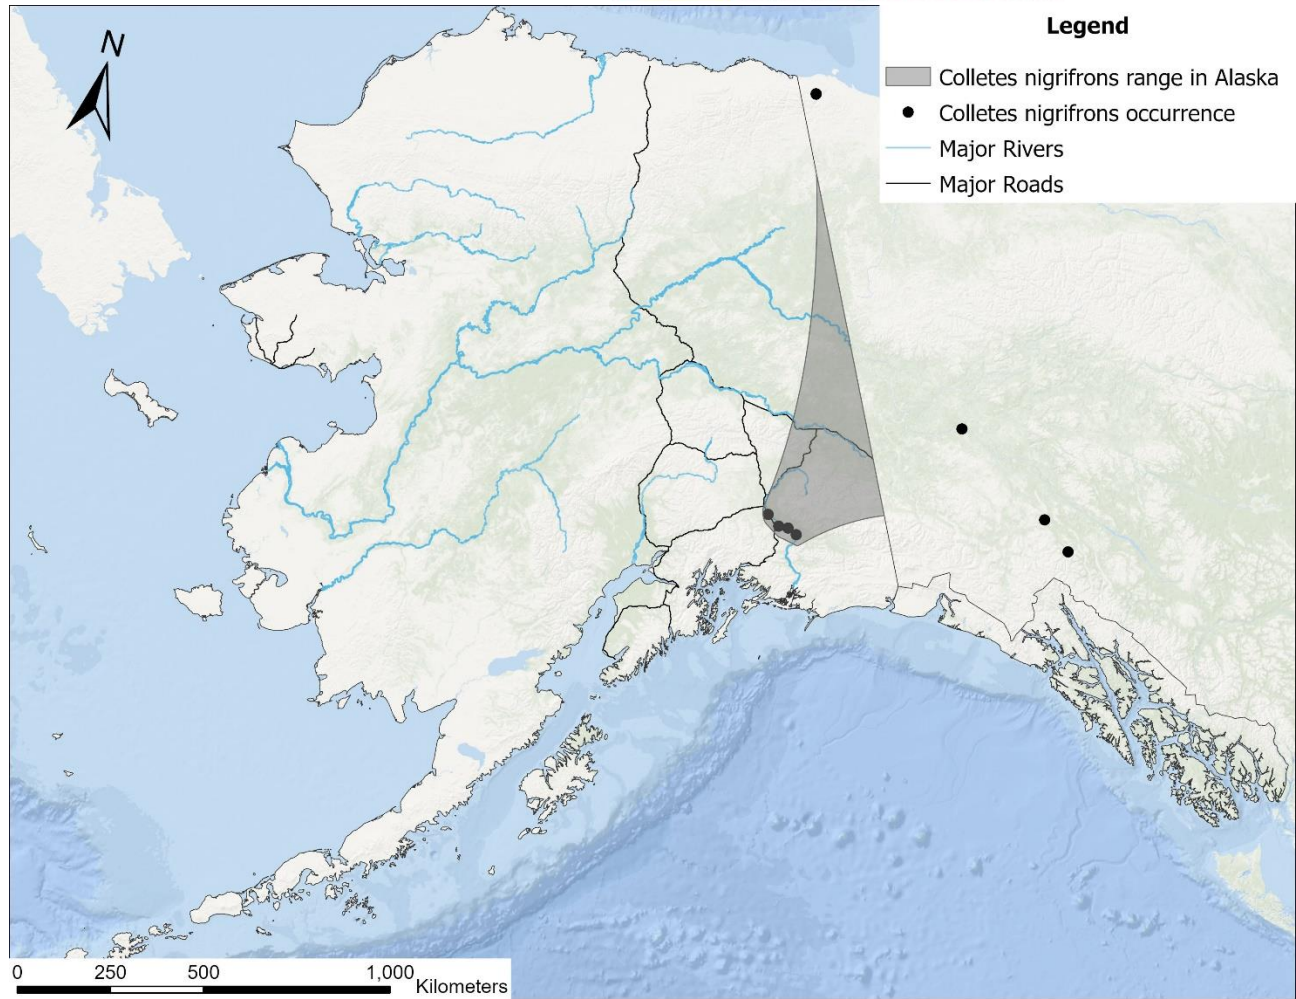 N
Legend
Colletes nigrifrons range in Alaska
Colletes nigrifrons occurrence
Major Rivers
Major Roads
0 250 500 1,000 Kilometers